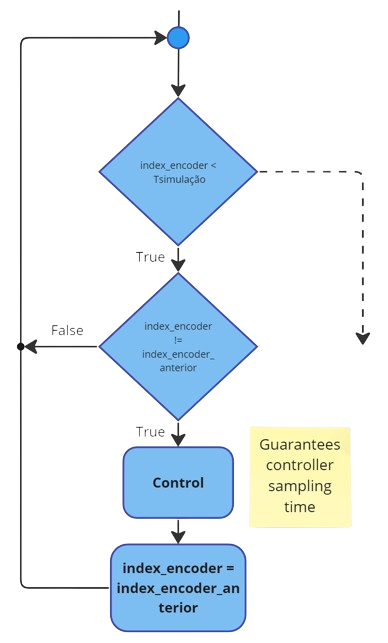 index_encoder <
Tsimulação
True
index_encoder
!=
index_encoder_
anterior
False
True
Control
Guarantees
controller
sampling
time
index_encoder =
index_encoder_an
terior